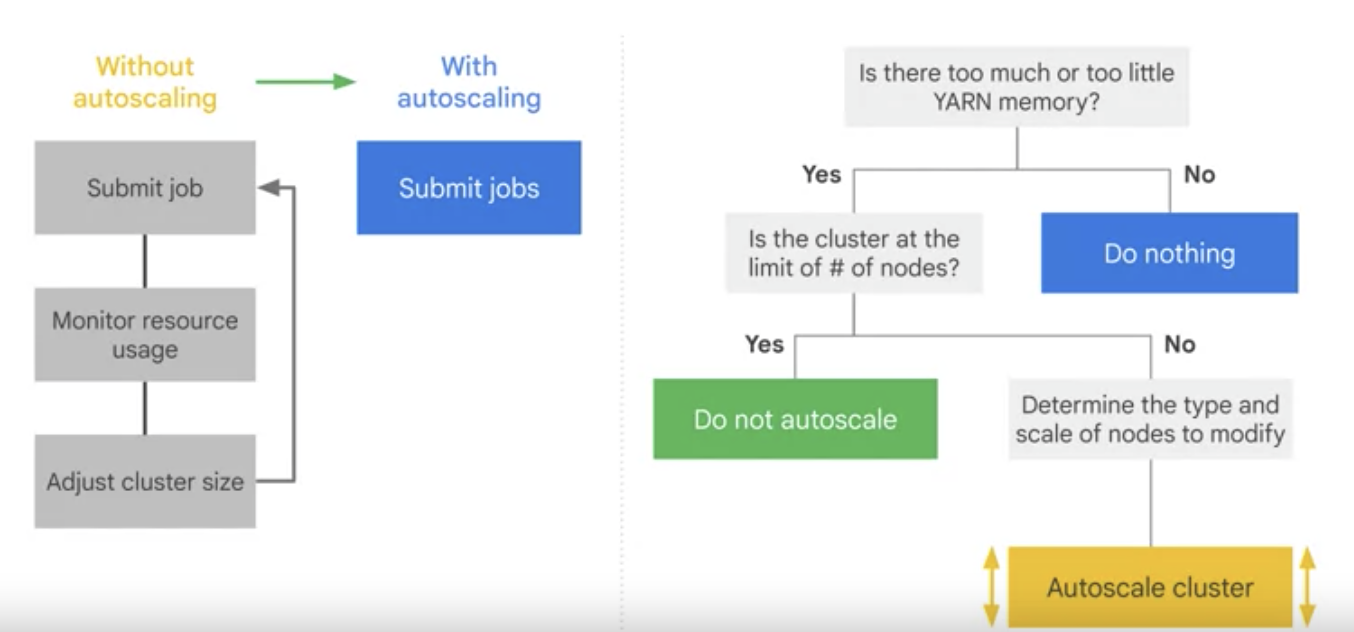 Without
autoscaling
With
autoscaling
Submit job
Submit jobs
Monitor resource
usage
Adjust cluster size
Is there too much or too little
YARN memory?
Yes
No
Is the cluster at the
limit of # of nodes?
Do nothing
Yes
No
Do not autoscale
Determine the type and
scale of nodes to modify
Autoscale cluster